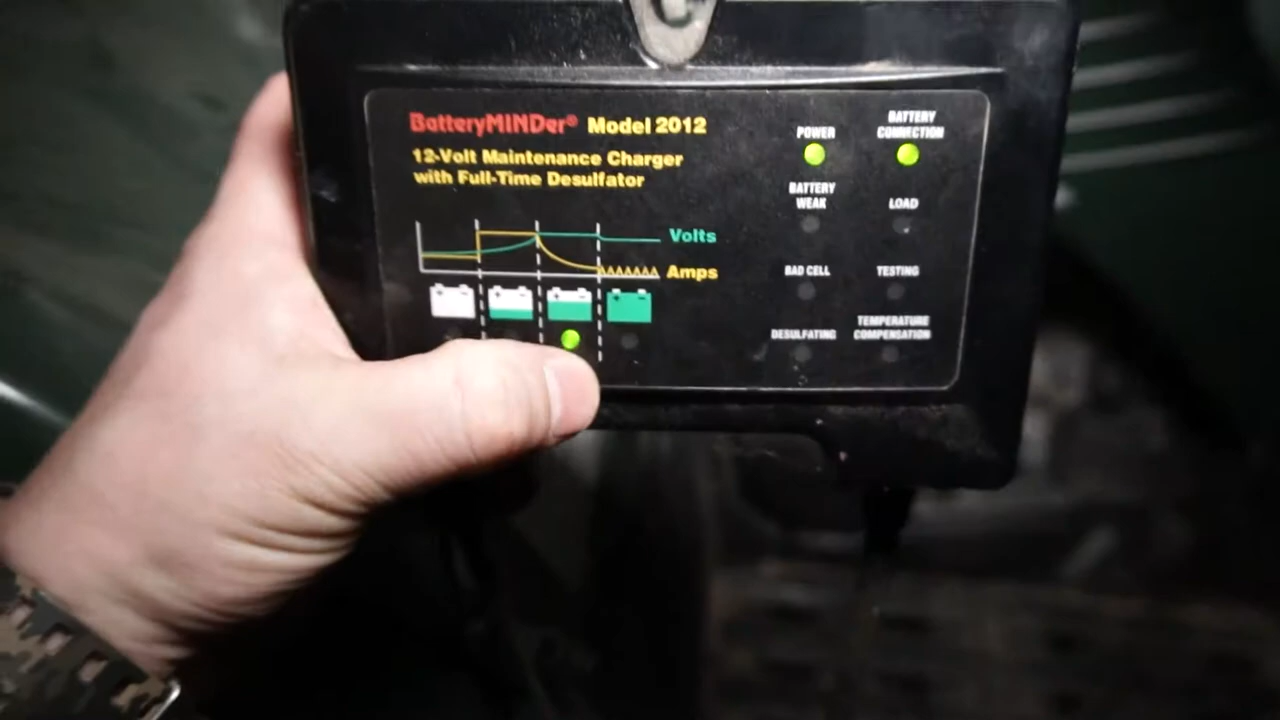 BatteryMINDer® Model 2012
12-Volt Maintenance Charger
with Full-Time Desulfator
Volts
Amps
POWER
BATTERY
CONNECTION
BATTERY
WEAK
LOAD
BAD CELL
TESTING
DESULFATING
TEMPERATURE
COMPENSATION